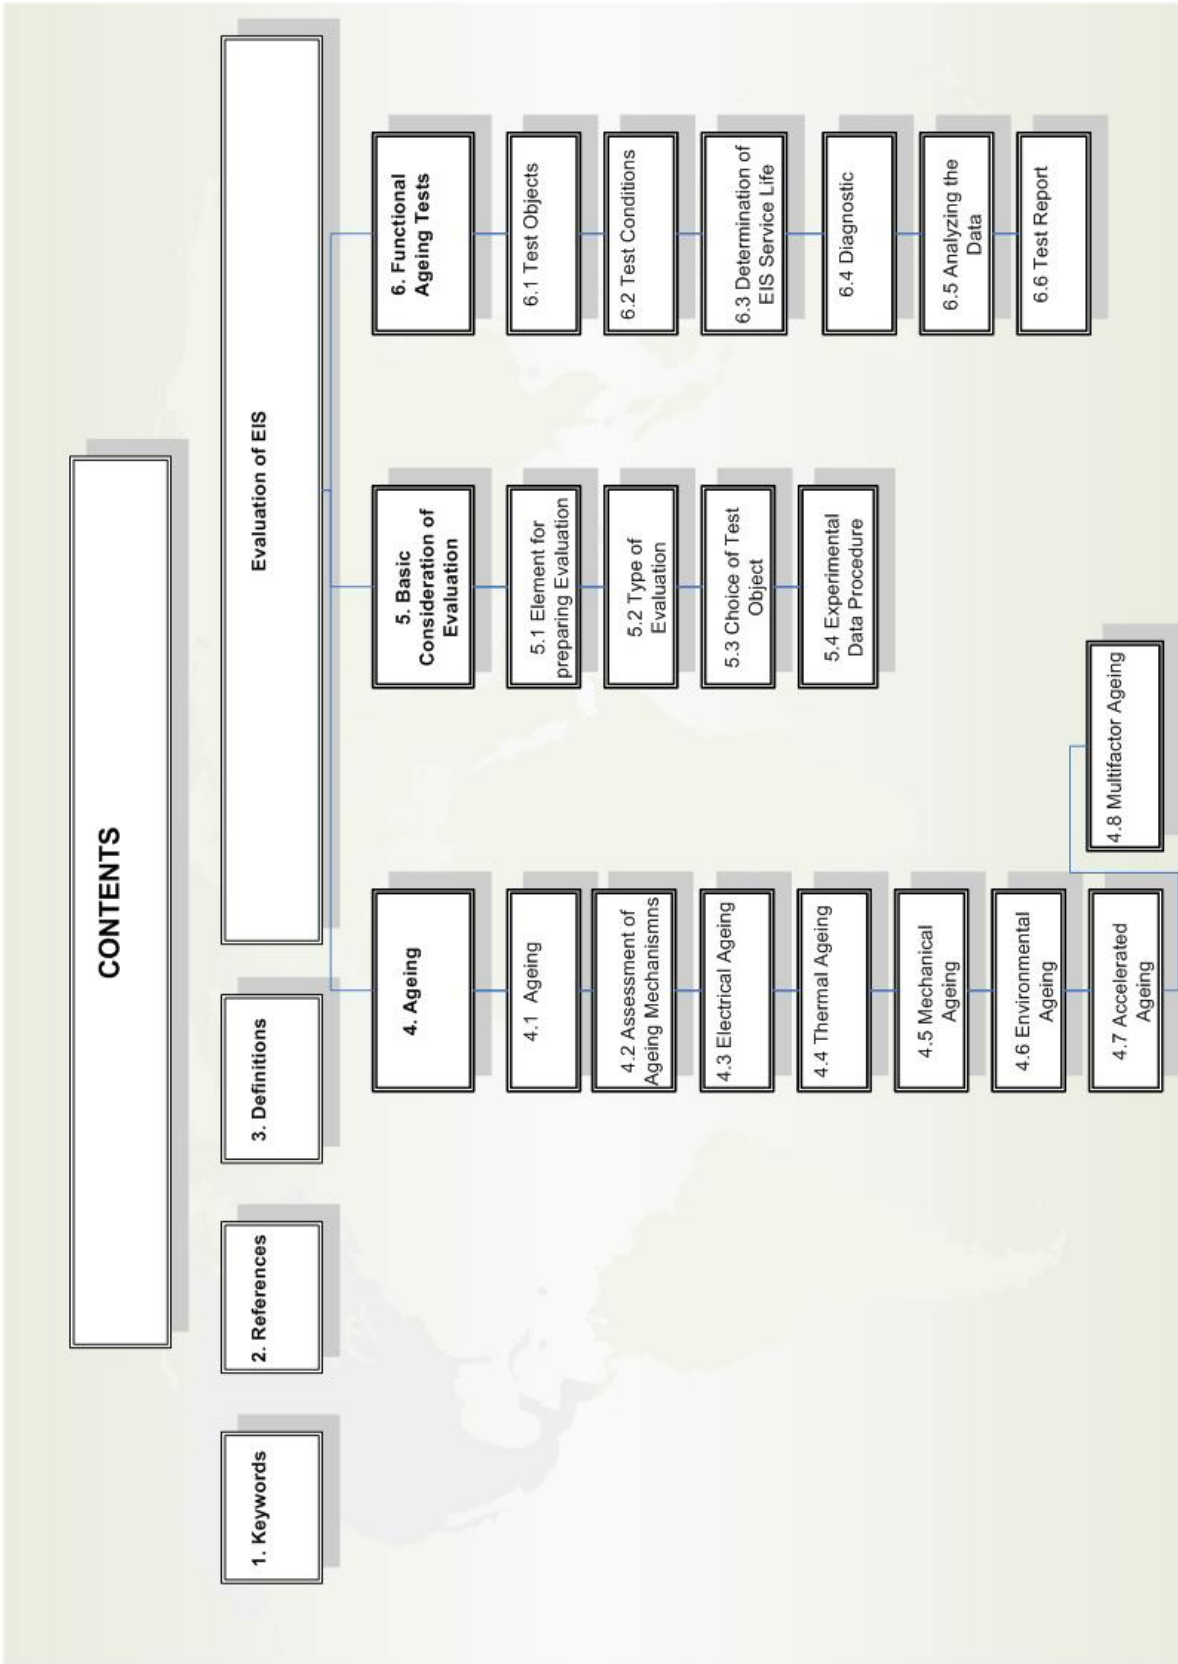 CONTENTS
1. Keywords
2. References
3. Definitions
Evaluation of EIS
4. Ageing
4.1 Ageing
4.2 Assessment of
Ageing Mechanismns
4.3 Electrical Ageing
4.4 Thermal Ageing
4.5 Mechanical
Ageing
4.6 Environmental
Ageing
4.7 Accelerated
Ageing
4.8 Multifactor Ageing
5. Basic
Consideration of
Evaluation
5.1 Element for
preparing Evaluation
5.2 Type of
Evaluation
5.3 Choice of Test
Object
5.4 Experimental
Data Procedure
6. Functional
Ageing Tests
6.1 Test Objects
6.2 Test Conditions
6.3 Determination of
EIS Service Life
6.4 Diagnostic
6.5 Analyzing the
Data
6.6 Test Report